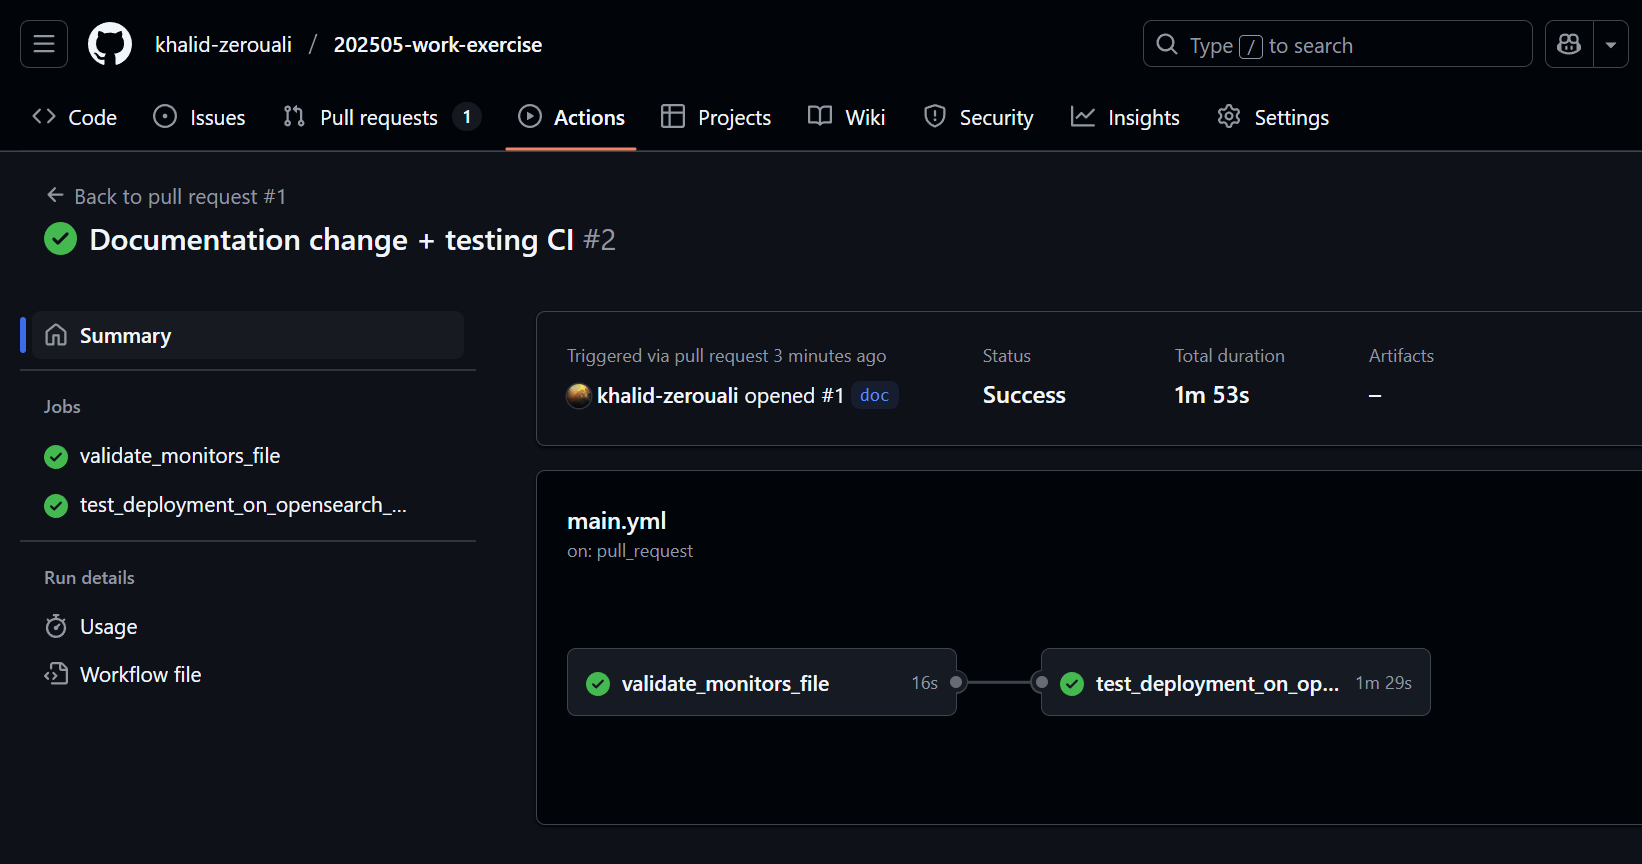 khalid-zerouali / 202505-work-exercise
Type / to search
Code
Issues
Pull requests 1
Actions
Projects
Wiki
Security
Insights
Settings
Back to pull request #1
Documentation change + testing CI #2
Summary
Jobs
validate_monitors_file
test_deployment_on_opensearch_...
Run details
Usage
Workflow file
Triggered via pull request 3 minutes ago
khalid-zerouali opened #1 doc
Status
Success
Total duration
1m 53s
Artifacts
–
main.yml
on: pull_request
validate_monitors_file 16s
test_deployment_on_op... 1m 29s